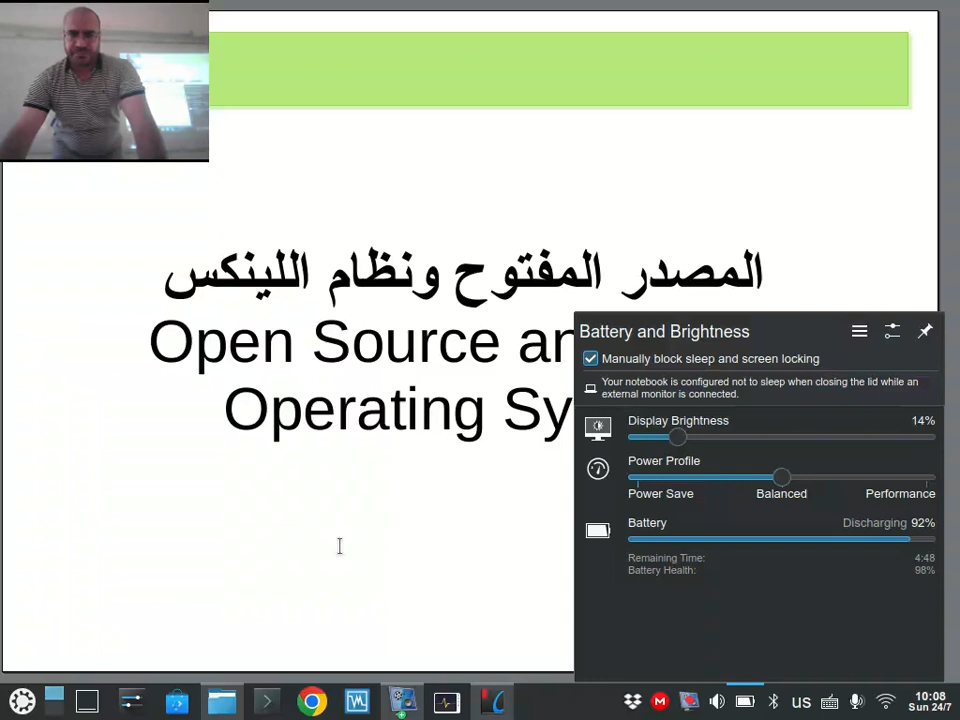 المصدر المفتوح ونظام اللينكس
Open Source an
Operating Sy
Battery and Brightness
Manually block sleep and screen locking
Your notebook is configured not to sleep when closing the lid while an
external monitor is connected.
Display Brightness 14%
Power Profile
Power Save Balanced Performance
Battery Discharging 92%
Remaining Time: 4:48
Battery Health: 98%
us
10:08
Sun 24/7